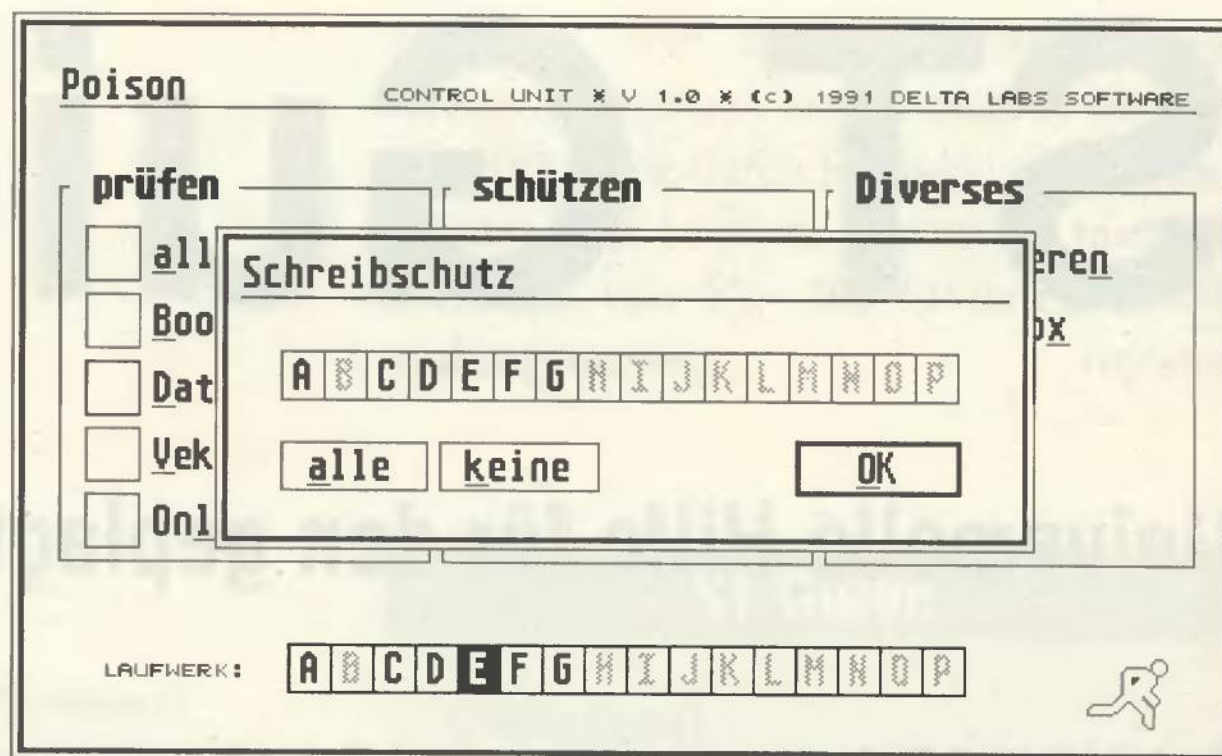 Poison CONTROL UNIT * V 1.0 * (c) 1991 DELTA LABS SOFTWARE
prüfen schützen Diverses
all
eren
Schreibschutz
Boo
ox
A B C D E F G H I J K L M N O P
Dat
Vek
alle keine OK
Onl
LAUFWERK: A B C D E F G H I J K L M N O P